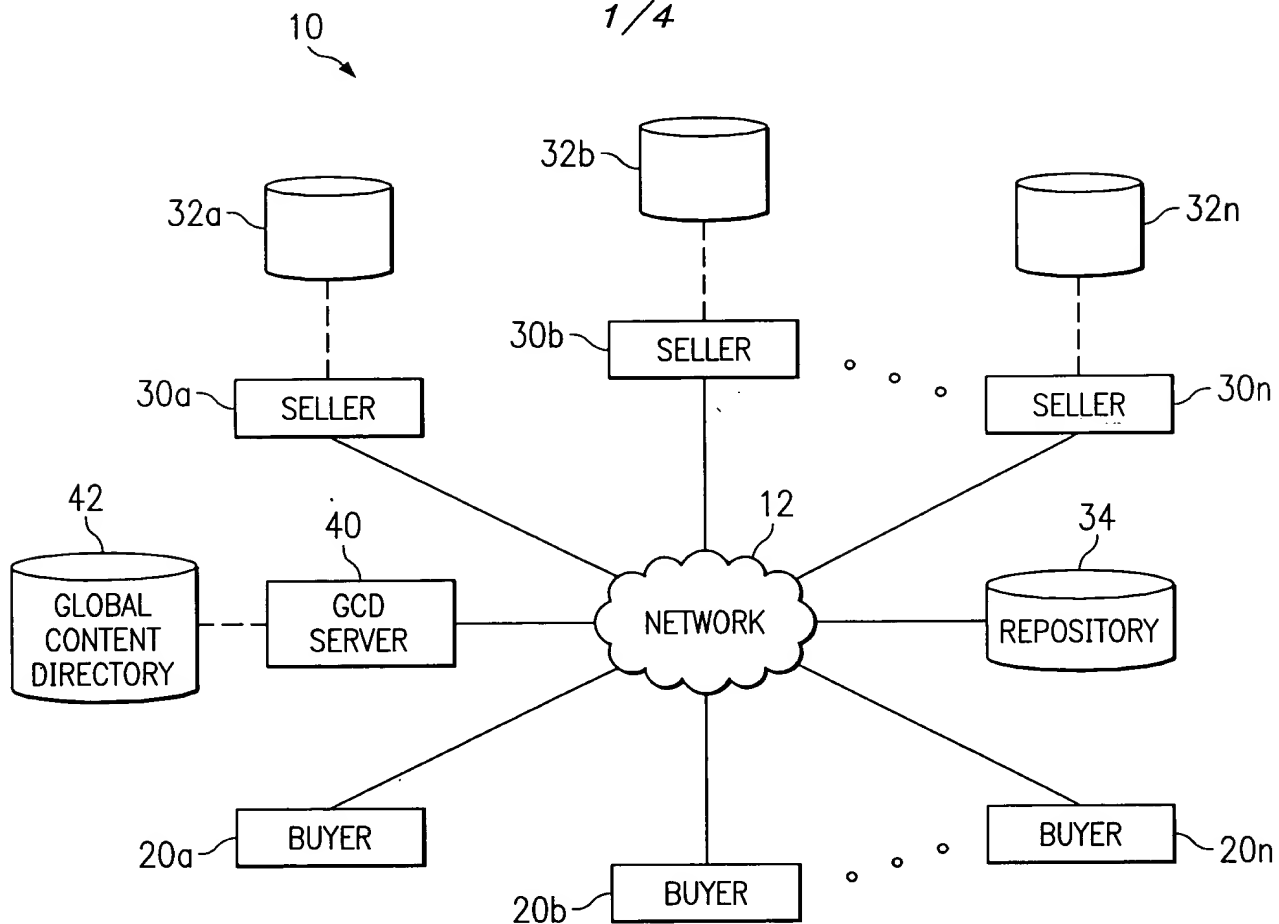 1/4
10
32a
32b
32n
30a
SELLER
30b
SELLER
30n
SELLER
42
GLOBAL
CONTENT
DIRECTORY
40
GCD
SERVER
12
NETWORK
34
REPOSITORY
20a
BUYER
20b
BUYER
20n
BUYER